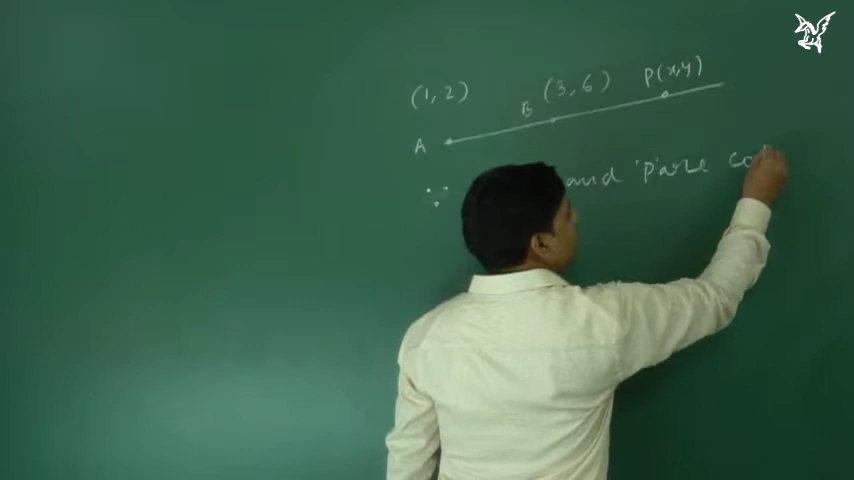 (1, 2) B (3, 6) P(x,y)
A
∵ and 'P' are co